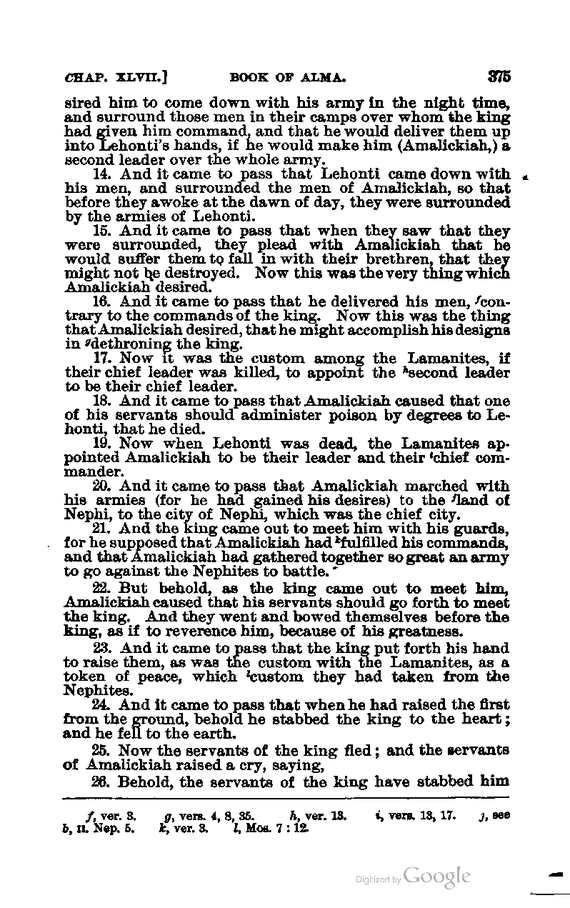 CHAP. XLVII.] BOOK OF ALMA. 375
sired him to come down with his army in the night time,
and surround those men in their camps over whom the king
had given him command, and that he would deliver them up
into Lehonti's hands, if he would make him (Amalickiah,) a
second leader over the whole army.
14. And it came to pass that Lehonti came down with
his men, and surrounded the men of Amalickiah, so that
before they awoke at the dawn of day, they were surrounded
by the armies of Lehonti.
15. And it came to pass that when they saw that they
were surrounded, they plead with Amalickiah that he
would suffer them to fall in with their brethren, that they
might not be destroyed. Now this was the very thing which
Amalickiah desired.
16. And it came to pass that he delivered his men, fcon-
trary to the commands of the king. Now this was the thing
that Amalickiah desired, that he might accomplish his designs
in gdethroning the king.
17. Now it was the custom among the Lamanites, if
their chief leader was killed, to appoint the hsecond leader
to be their chief leader.
18. And it came to pass that Amalickiah caused that one
of his servants should administer poison by degrees to Le-
honti, that he died.
19. Now when Lehonti was dead, the Lamanites ap-
pointed Amalickiah to be their leader and their ichief com-
mander.
20. And it came to pass that Amalickiah marched with
his armies (for he had gained his desires) to the jland of
Nephi, to the city of Nephi, which was the chief city.
21. And the king came out to meet him with his guards,
for he supposed that Amalickiah had kfulfilled his commands,
and that Amalickiah had gathered together so great an army
to go against the Nephites to battle.
22. But behold, as the king came out to meet him,
Amalickiah caused that his servants should go forth to meet
the king. And they went and bowed themselves before the
king, as if to reverence him, because of his greatness.
23. And it came to pass that the king put forth his hand
to raise them, as was the custom with the Lamanites, as a
token of peace, which lcustom they had taken from the
Nephites.
24. And it came to pass that when he had raised the first
from the ground, behold he stabbed the king to the heart;
and he fell to the earth.
25. Now the servants of the king fled; and the servants
of Amalickiah raised a cry, saying,
26. Behold, the servants of the king have stabbed him
f, ver. 3. g, vers. 4, 8, 35. h, ver. 13. i, vers. 13, 17. j, see
b, II. Nep. 5. k, ver. 3. l, Mos. 7 : 12.
Digitized by Google